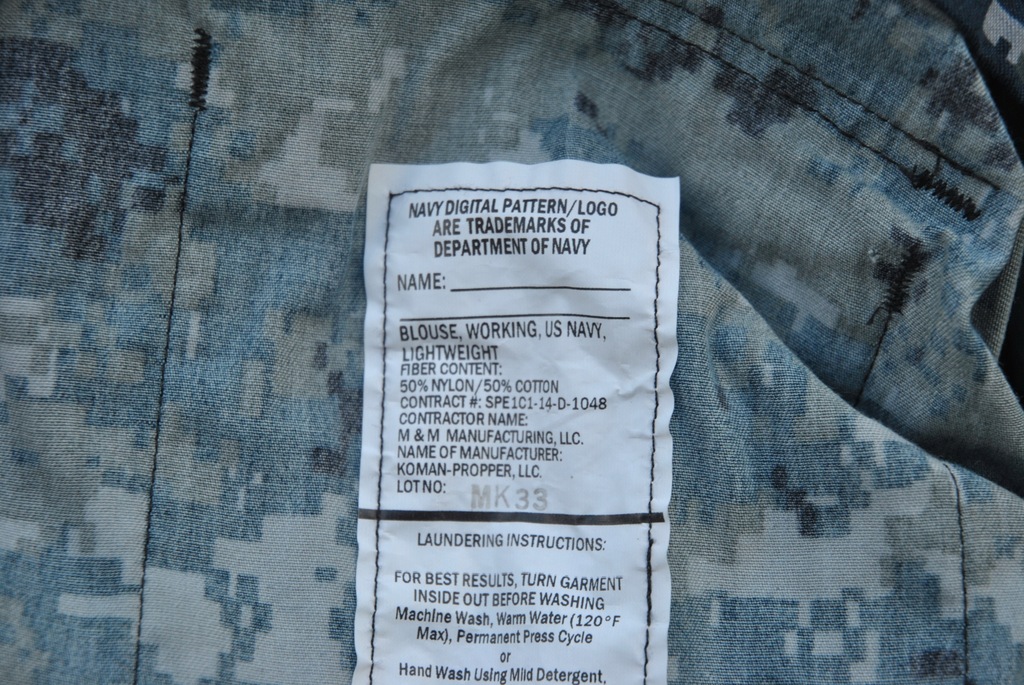 NAVY DIGITAL PATTERN/LOGO
ARE TRADEMARKS OF
DEPARTMENT OF NAVY
NAME:
BLOUSE, WORKING, US NAVY,
LIGHTWEIGHT
FIBER CONTENT:
50% NYLON/50% COTTON
CONTRACT #: SPE1C1-14-D-1048
CONTRACTOR NAME:
M & M MANUFACTURING, LLC.
NAME OF MANUFACTURER:
KOMAN-PROPPER, LLC.
LOT NO: MK33
LAUNDERING INSTRUCTIONS:
FOR BEST RESULTS, TURN GARMENT
INSIDE OUT BEFORE WASHING
Machine Wash, Warm Water (120°F
Max), Permanent Press Cycle
or
Hand Wash Using Mild Detergent,